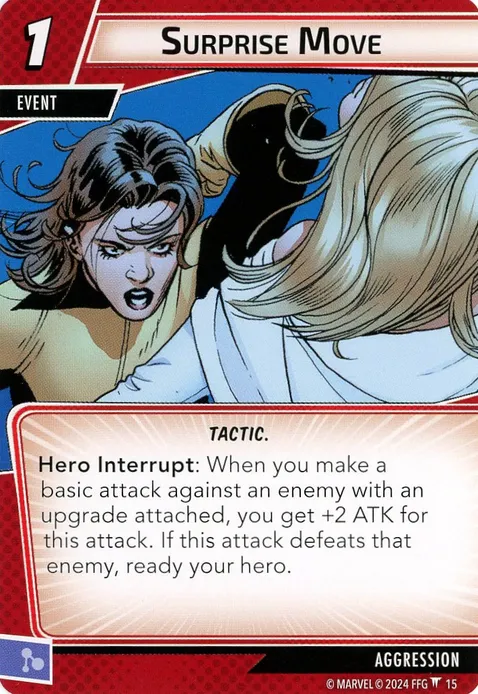 1
SURPRISE MOVE
EVENT
TACTIC.
Hero Interrupt: When you make a
basic attack against an enemy with an
upgrade attached, you get +2 ATK for
this attack. If this attack defeats that
enemy, ready your hero.
AGGRESSION
© MARVEL © 2024 FFG 15